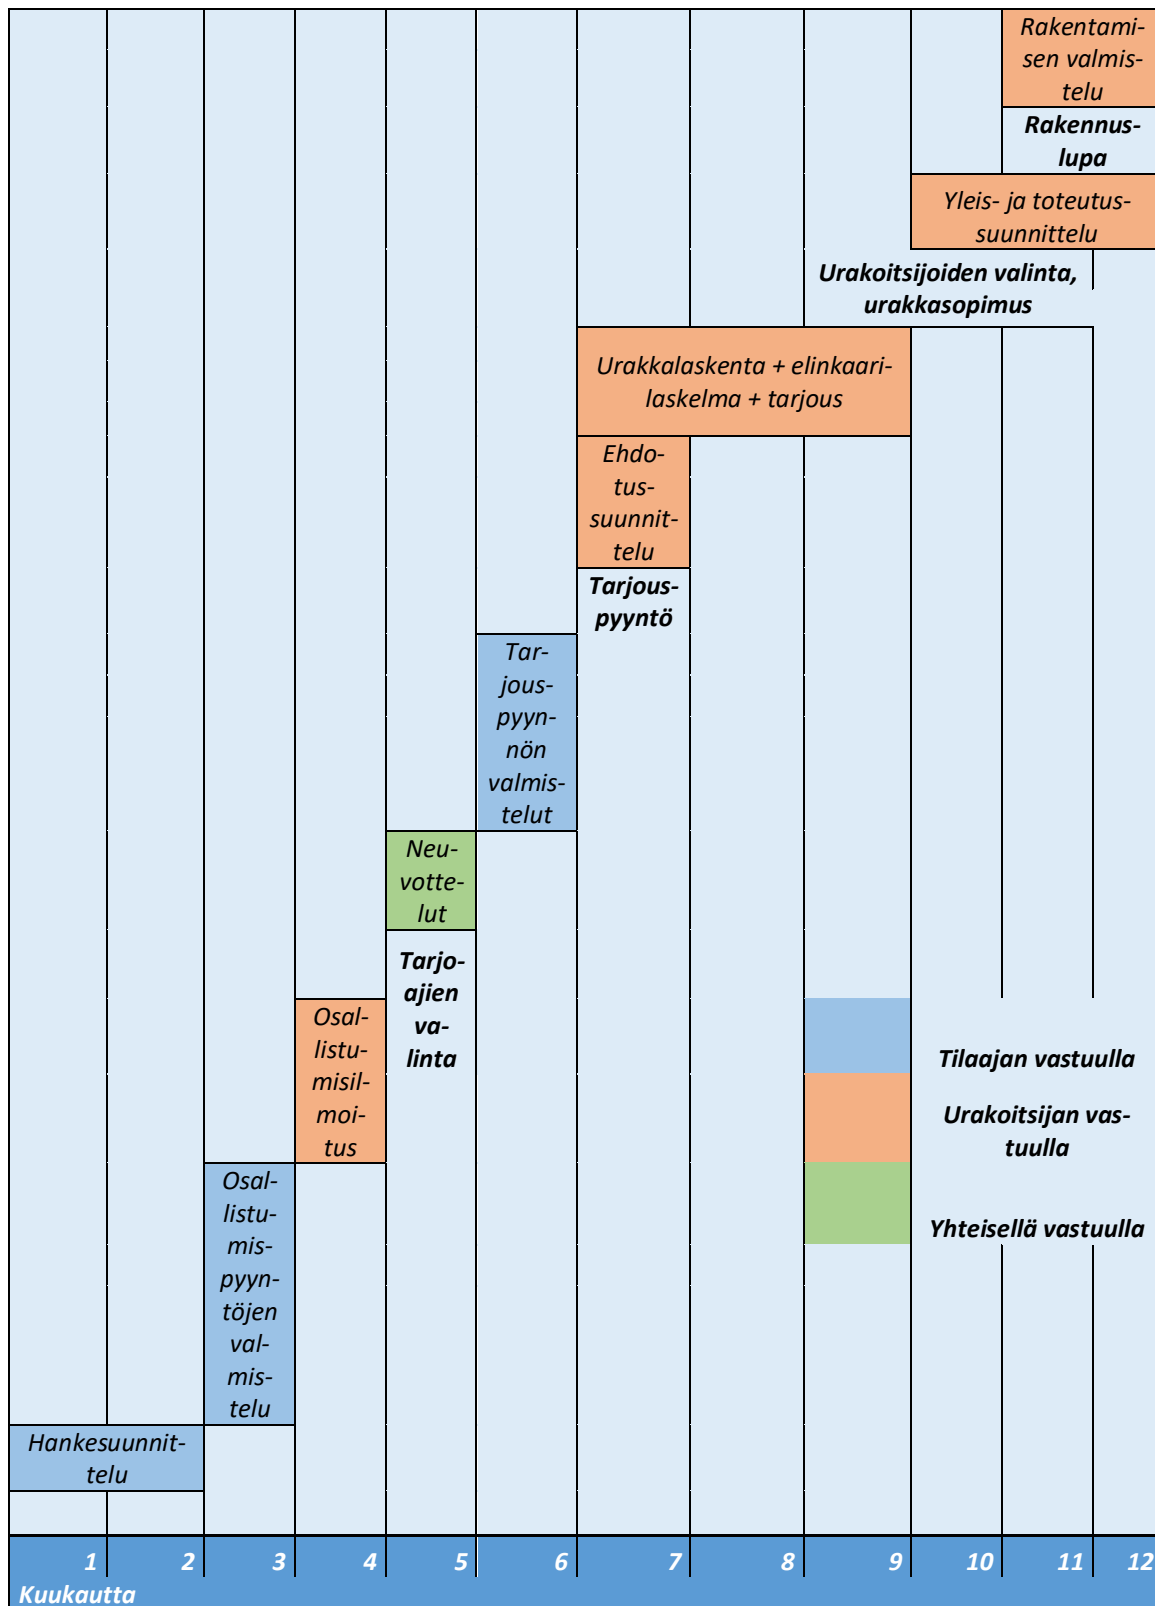 Rakentami-
sen valmis-
telu
Rakennus-
lupa
Yleis- ja toteutus-
suunnittelu
Urakoitsijoiden valinta,
urakkasopimus
Urakkalaskenta + elinkaari-
laskelma + tarjous
Ehdo-
tus-
suunnit-
telu
Tarjous-
pyyntö
Tar-
jous-
pyyn-
nön
valmis-
telut
Neu-
votte-
lut
Tarjo-
ajien
va-
linta
Osal-
listu-
misil-
moi-
tus
Tilaajan vastuulla
Urakoitsijan vas-
tuulla
Yhteisellä vastuulla
Osal-
listu-
mis-
pyyn-
töjen
val-
mis-
telu
Hankesuunnit-
telu
1 2 3 4 5 6 7 8 9 10 11 12
Kuukautta